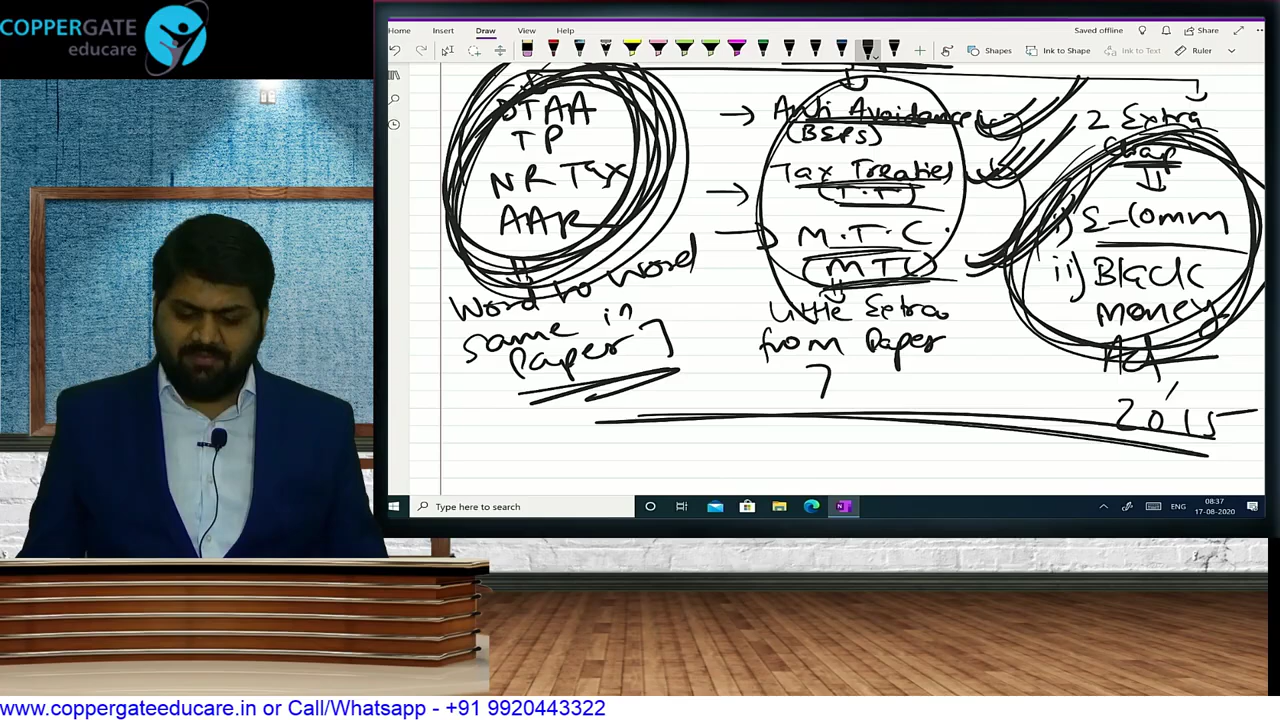 COPPERGATE
educare
Home Insert Draw View Help
Saved offline
Share
Shapes
Ink to Shape
Ink to Text
Ruler
DTAA
TP
NR Tax
AAR
Word to word
same in
Paper
Anti Avoidance
(BEPS)
Tax Treaties
(T.T)
M.T.C.
(MTC)
Little Extra
from Paper
7
2 Extra
Chap
i) E-Comm
ii) Black
money
Act,
2015
Type here to search
ENG
08:37
17-08-2020
www.coppergateeducare.in or Call/Whatsapp - +91 9920443322